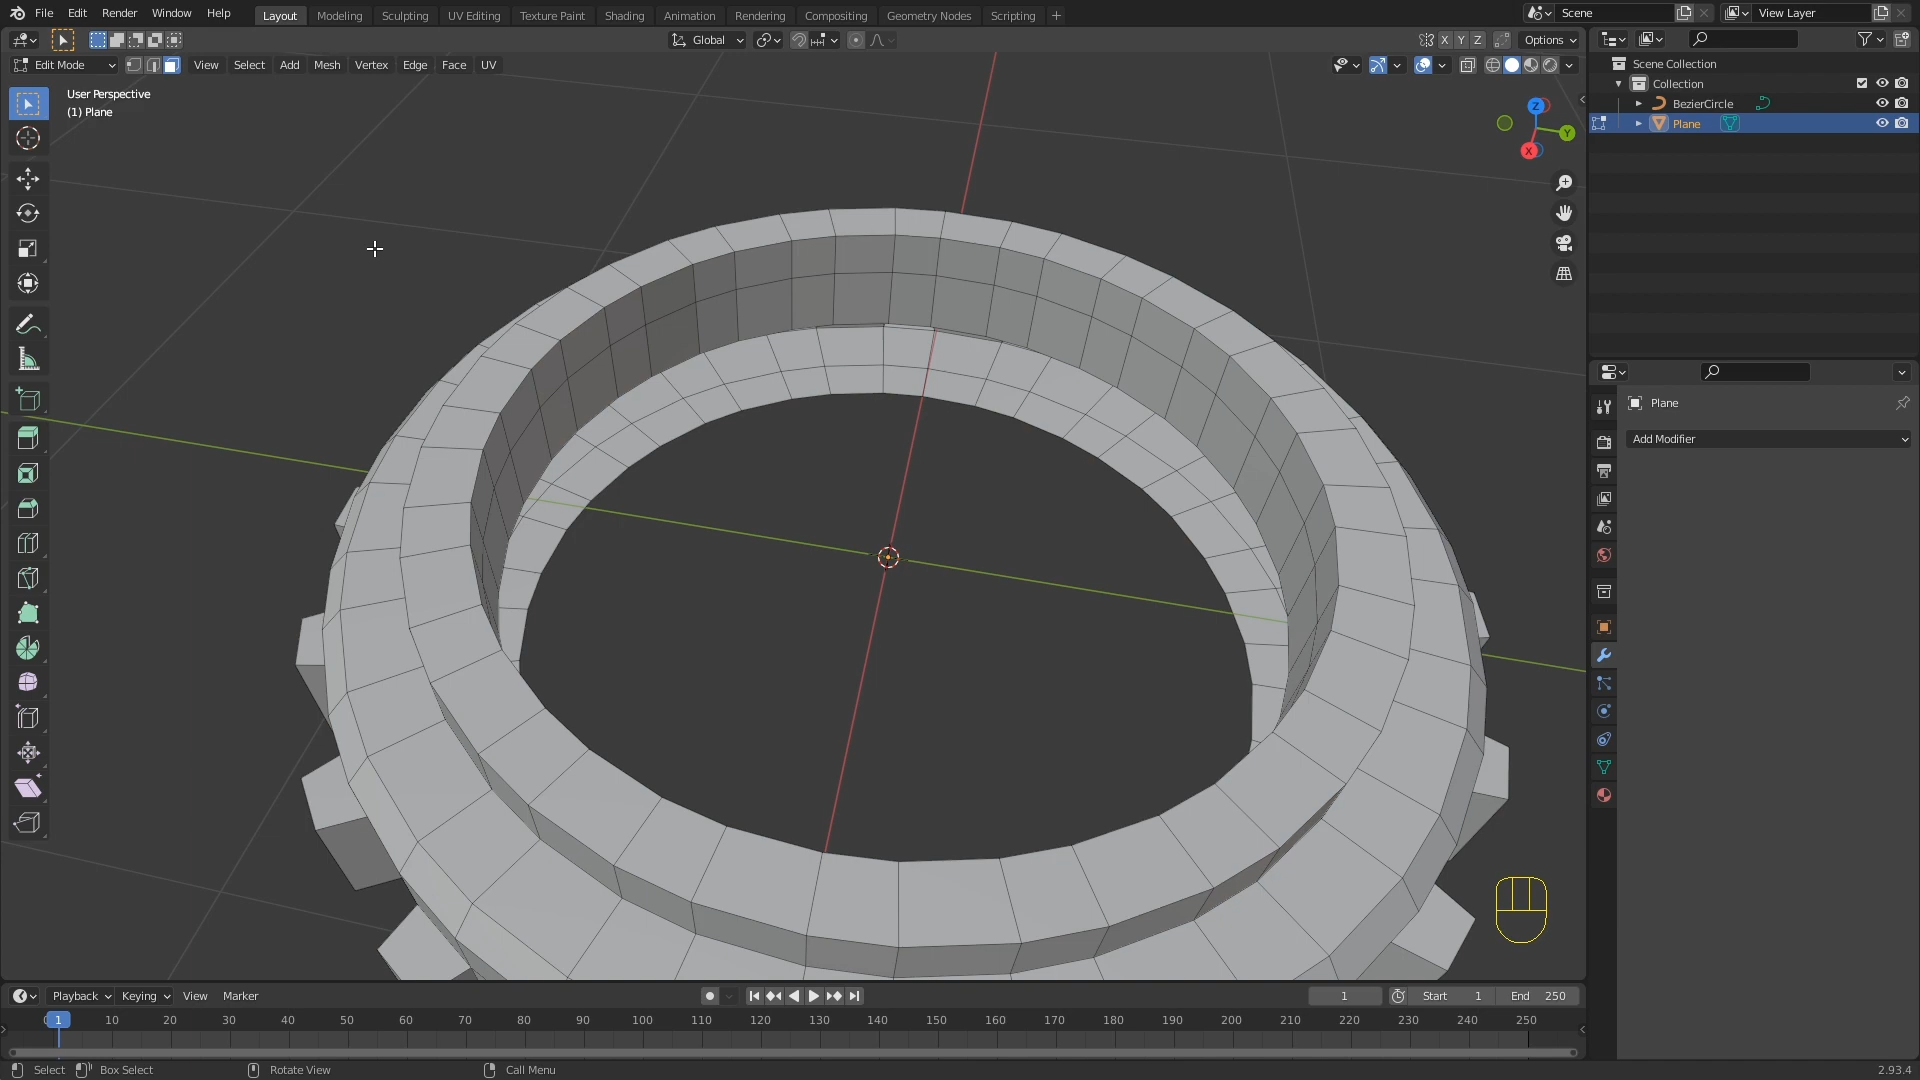 File Edit Render Window Help Layout Modeling Sculpting UV Editing Texture Paint Shading Animation Rendering Compositing Geometry Nodes Scripting + Scene View Layer
Global X Y Z Options
Edit Mode View Select Add Mesh Vertex Edge Face UV
User Perspective
(1) Plane
Z
Y
X
Scene Collection
Collection
BezierCircle
Plane
Plane
Add Modifier
Playback Keying View Marker 1 Start 1 End 250
1 10 20 30 40 50 60 70 80 90 100 110 120 130 140 150 160 170 180 190 200 210 220 230 240 250
Select Box Select Rotate View Call Menu 2.93.4